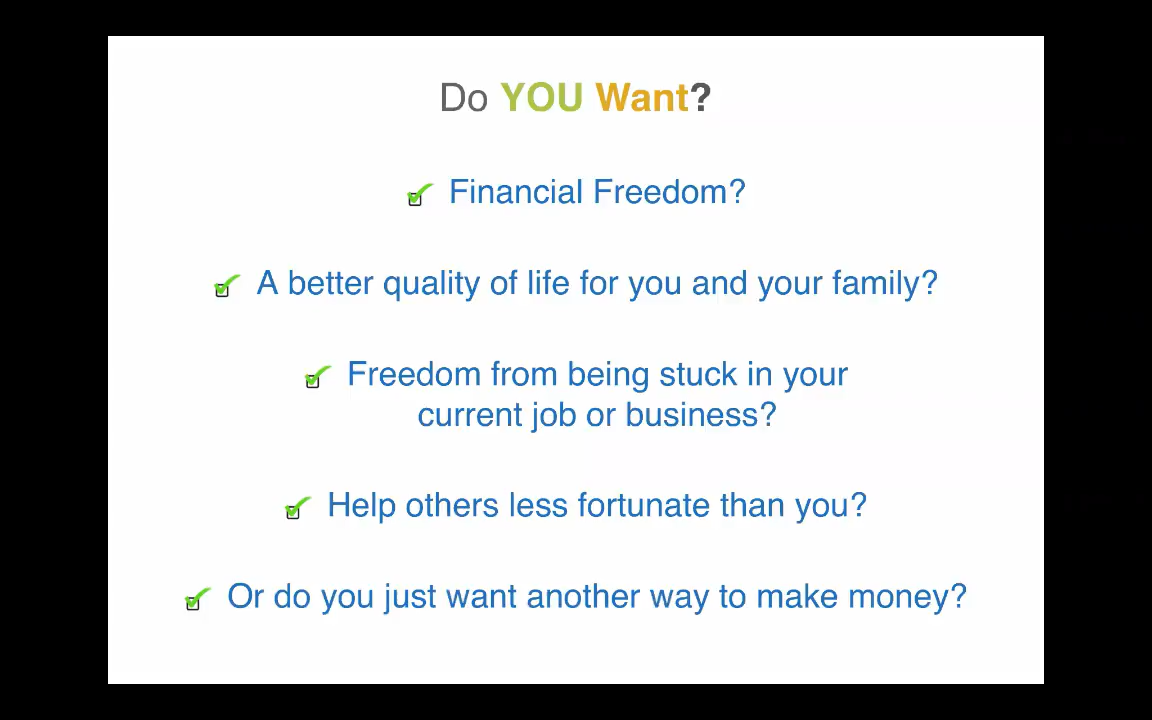 Do YOU Want?
Financial Freedom?
A better quality of life for you and your family?
Freedom from being stuck in your
current job or business?
Help others less fortunate than you?
Or do you just want another way to make money?